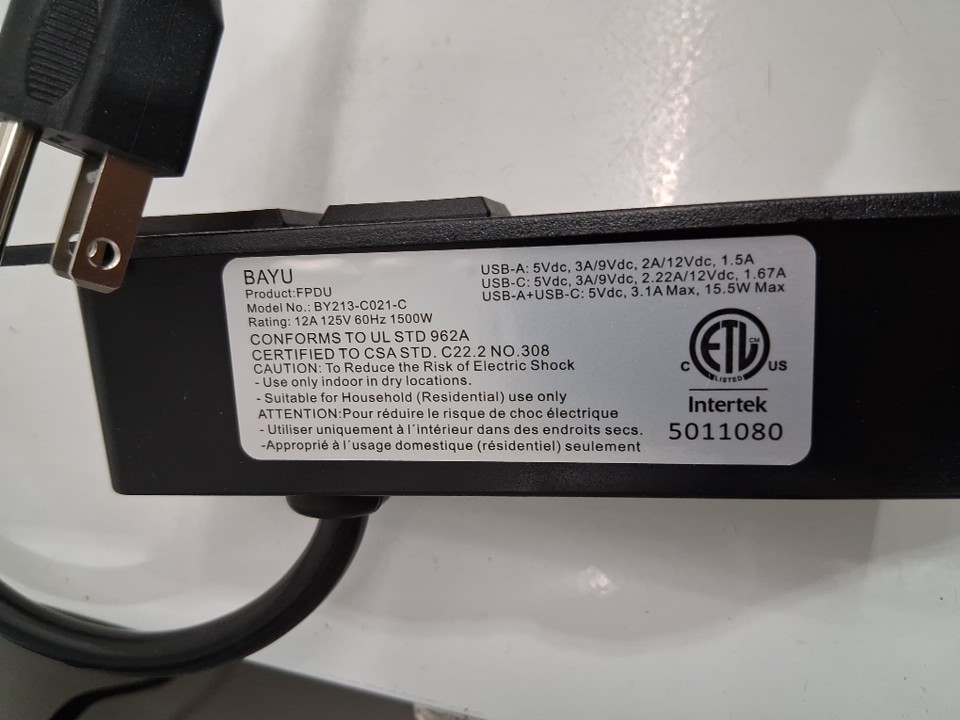 BAYU
Product:FPDU
Model No.: BY213-C021-C
Rating: 12A 125V 60Hz 1500W
USB-A: 5Vdc, 3A/9Vdc, 2A/12Vdc, 1.5A
USB-C: 5Vdc, 3A/9Vdc, 2.22A/12Vdc, 1.67A
USB-A+USB-C: 5Vdc, 3.1A Max, 15.5W Max
CONFORMS TO UL STD 962A
CERTIFIED TO CSA STD. C22.2 NO.308
CAUTION: To Reduce the Risk of Electric Shock
- Use only indoor in dry locations.
- Suitable for Household (Residential) use only
ATTENTION:Pour réduire le risque de choc électrique
- Utiliser uniquement à l´intérieur dans des endroits secs.
-Approprié à l´usage domestique (résidentiel) seulement
ETL CM
C US
LISTED
Intertek
5011080